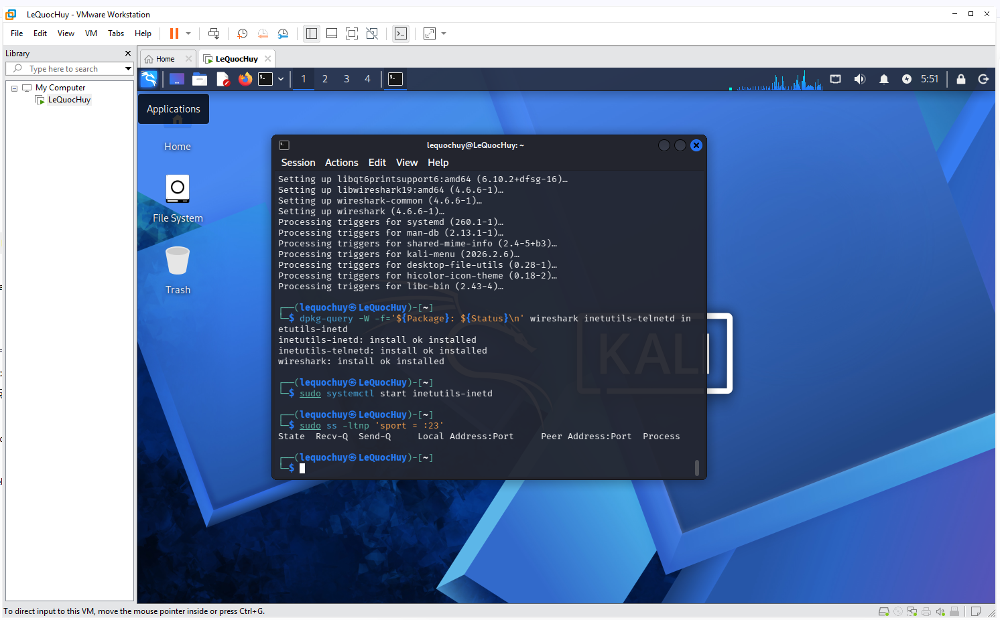 LeQuocHuy - VMware Workstation
File Edit View VM Tabs Help
Library
Type here to search
My Computer
LeQuocHuy
Home
LeQuocHuy
1 2 3 4
5:51
Applications
Home
File System
Trash
KALI
lequochuy@LeQuocHuy: ~
Session Actions Edit View Help
Setting up libqt6printsupport6:amd64 (6.10.2+dfsg-16)…
Setting up libwireshark19:amd64 (4.6.6-1)…
Setting up wireshark-common (4.6.6-1)…
Setting up wireshark (4.6.6-1)…
Processing triggers for systemd (260.1-1)…
Processing triggers for man-db (2.13.1-1)…
Processing triggers for shared-mime-info (2.4-5+b3)…
Processing triggers for kali-menu (2026.2.6)…
Processing triggers for desktop-file-utils (0.28-1)…
Processing triggers for hicolor-icon-theme (0.18-2)…
Processing triggers for libc-bin (2.43-4)…
┌──(lequochuy㉿LeQuocHuy)-[~]
└─$ dpkg-query -W -f='${Package}: ${Status}\n' wireshark inetutils-telnetd in
etutils-inetd
inetutils-inetd: install ok installed
inetutils-telnetd: install ok installed
wireshark: install ok installed
┌──(lequochuy㉿LeQuocHuy)-[~]
└─$ sudo systemctl start inetutils-inetd
┌──(lequochuy㉿LeQuocHuy)-[~]
└─$ sudo ss -ltnp 'sport = :23'
State Recv-Q Send-Q Local Address:Port Peer Address:Port Process
┌──(lequochuy㉿LeQuocHuy)-[~]
└─$
To direct input to this VM, move the mouse pointer inside or press Ctrl+G.